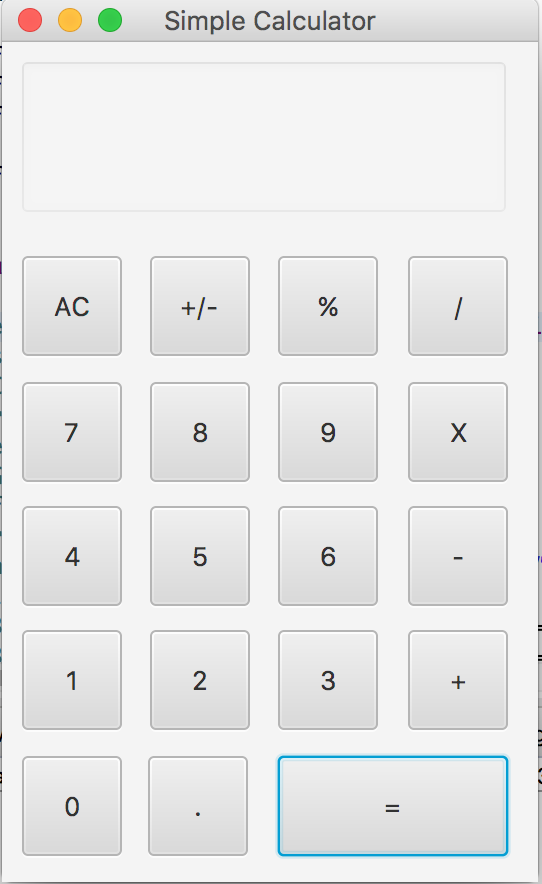 Simple Calculator
AC +/- % /
7 8 9 X
4 5 6 -
1 2 3 +
0 . =